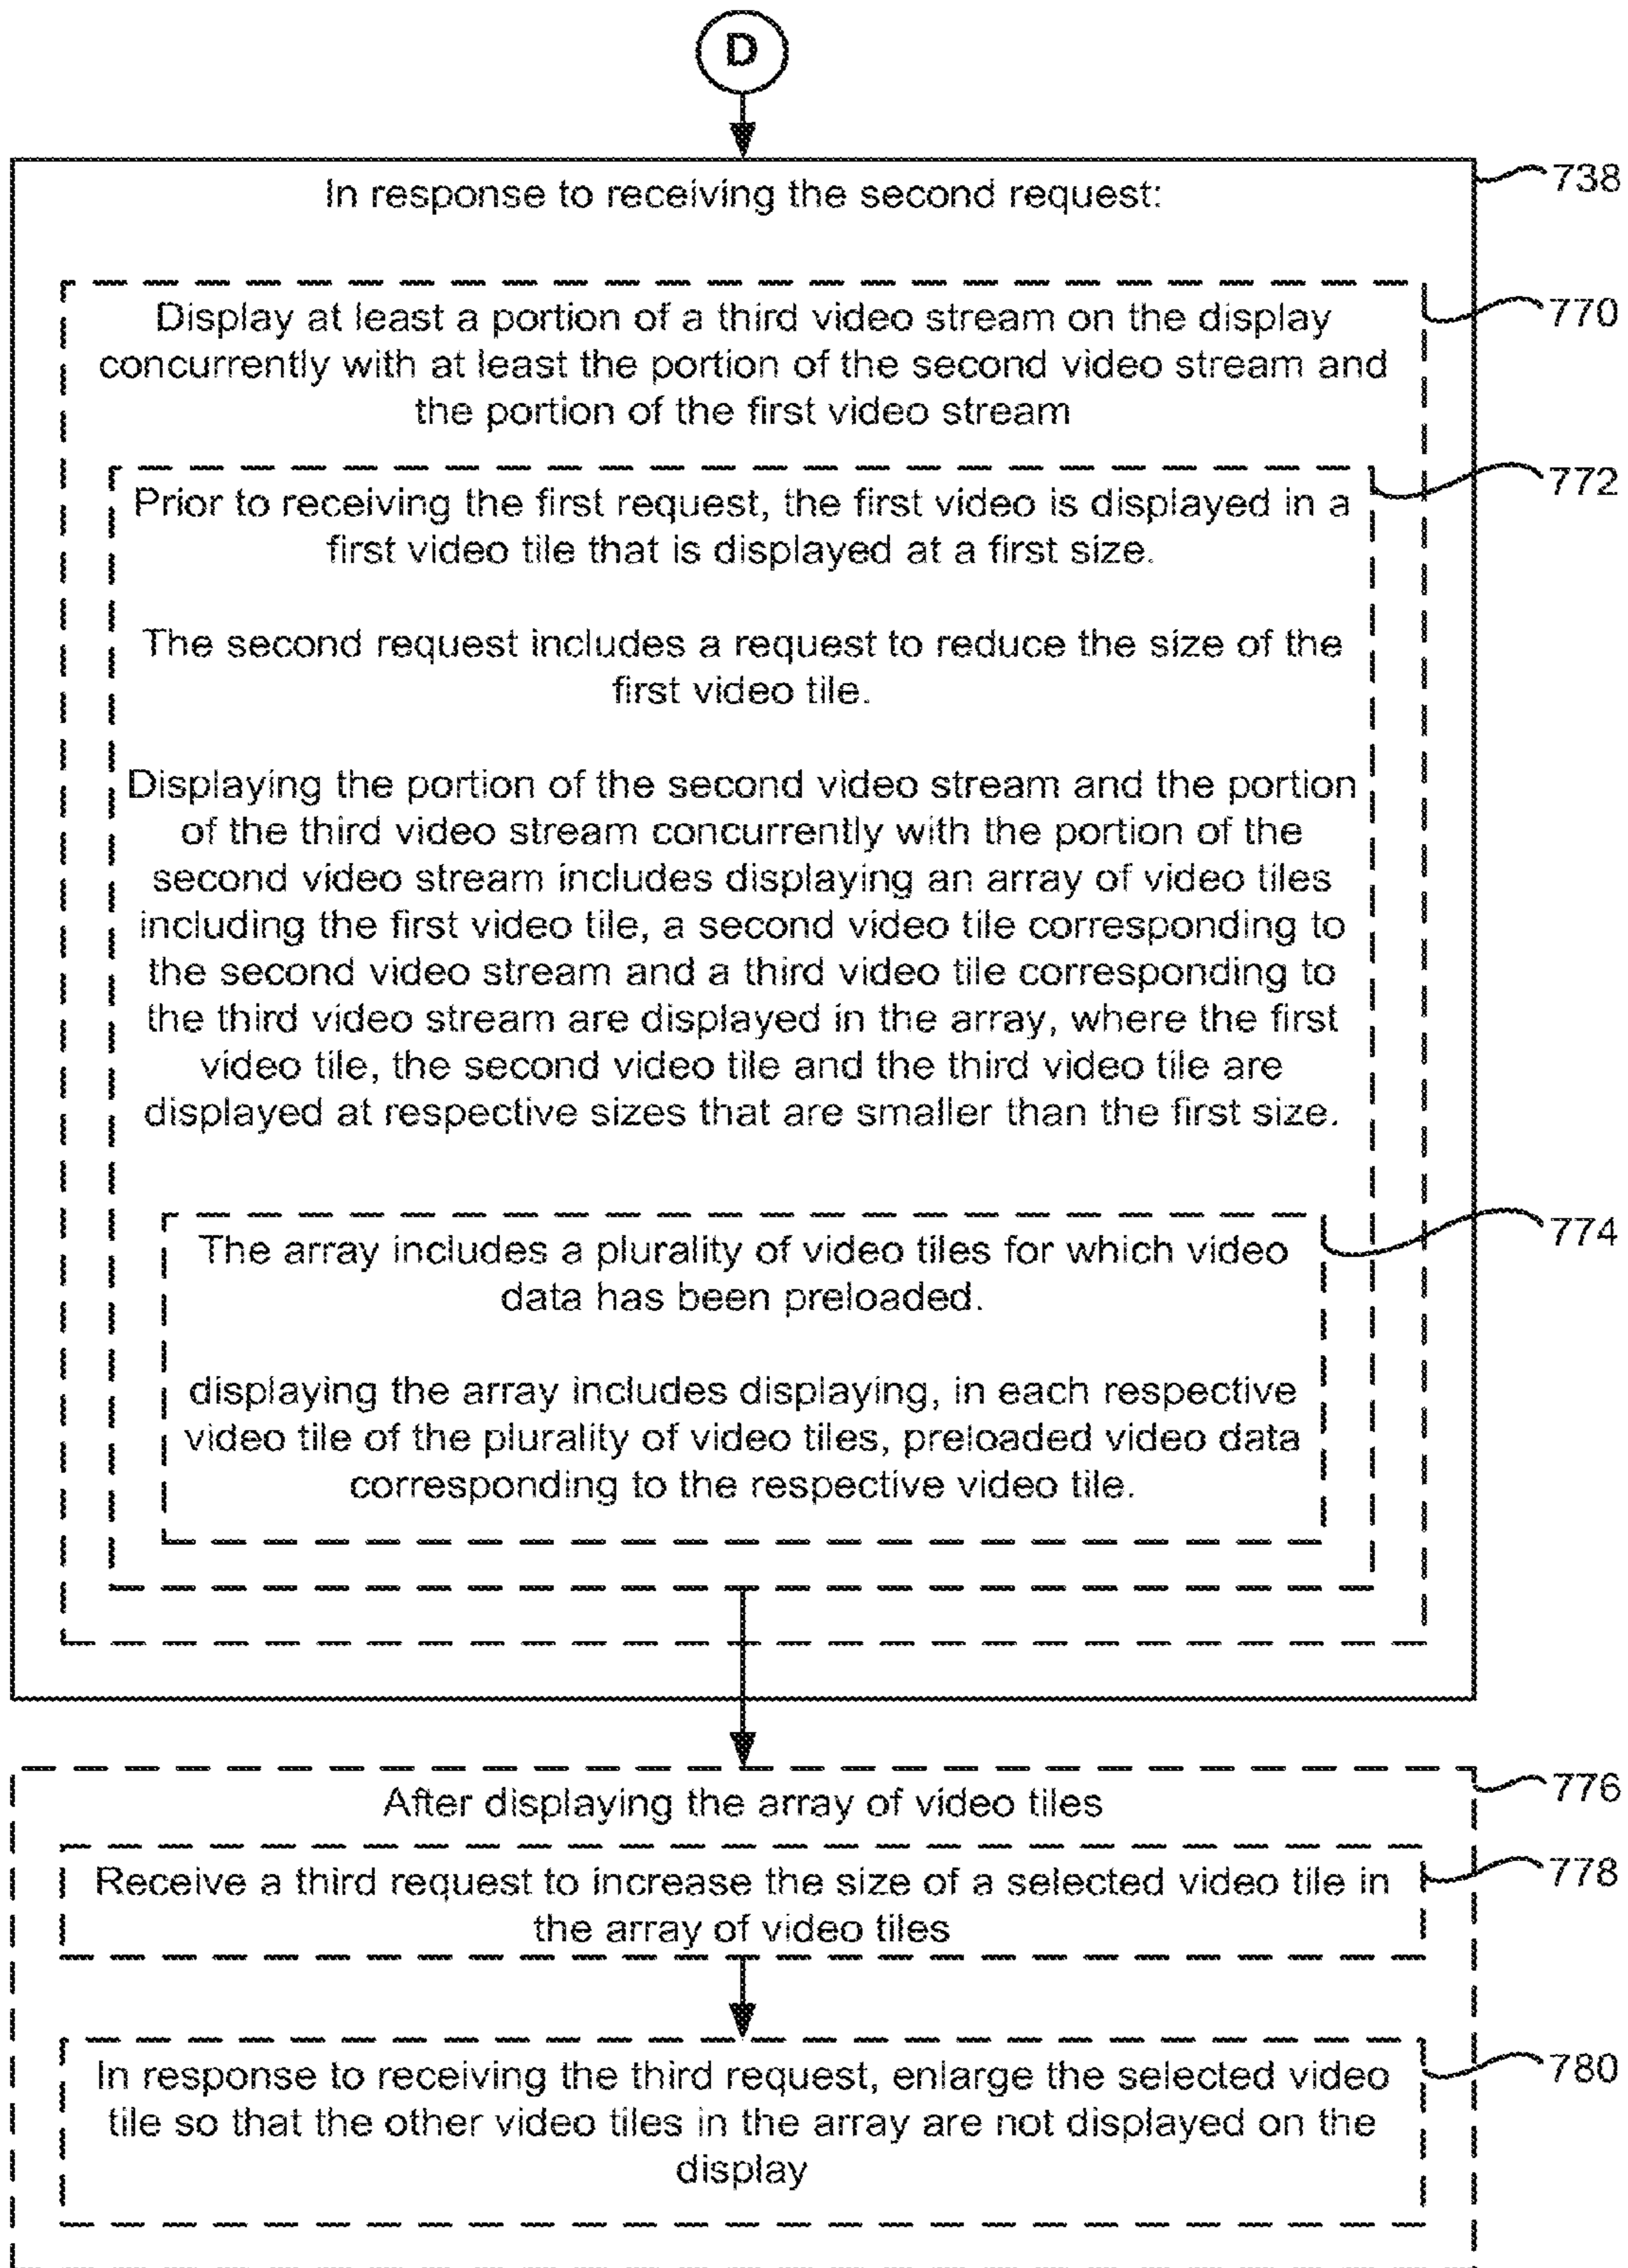 D
738
In response to receiving the second request:
770
Display at least a portion of a third video stream on the display
concurrently with at least the portion of the second video stream and
the portion of the first video stream
772
Prior to receiving the first request, the first video is displayed in a
first video tile that is displayed at a first size.
The second request includes a request to reduce the size of the
first video tile.
Displaying the portion of the second video stream and the portion
of the third video stream concurrently with the portion of the
second video stream includes displaying an array of video tiles
including the first video tile, a second video tile corresponding to
the second video stream and a third video tile corresponding to
the third video stream are displayed in the array, where the first
video tile, the second video tile and the third video tile are
displayed at respective sizes that are smaller than the first size.
774
The array includes a plurality of video tiles for which video
data has been preloaded.
displaying the array includes displaying, in each respective
video tile of the plurality of video tiles, preloaded video data
corresponding to the respective video tile.
776
After displaying the array of video tiles
778
Receive a third request to increase the size of a selected video tile in
the array of video tiles
780
In response to receiving the third request, enlarge the selected video
tile so that the other video tiles in the array are not displayed on the
display